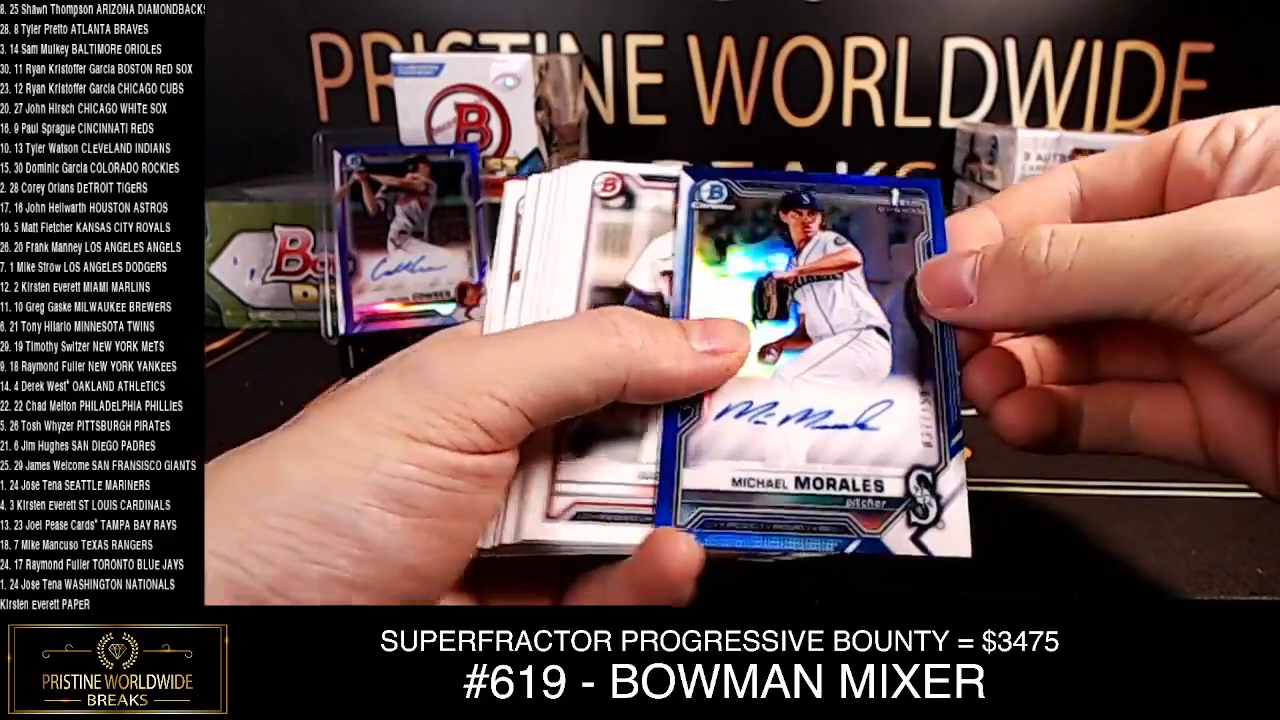 8. 25 Shawn Thompson ARIZONA DIAMONDBACKS
28. 8 Tyler Pretto ATLANTA BRAVES
3. 14 Sam Mulkey BALTIMORE ORIOLES
30. 11 Ryan Kristoffer Garcia BOSTON RED SOX
23. 12 Ryan Kristoffer Garcia CHICAGO CUBS
20. 27 John Hirsch CHICAGO WHITE SOX
16. 9 Paul Sprague CINCINNATI REDS
10. 13 Tyler Watson CLEVELAND INDIANS
15. 30 Dominic Garcia COLORADO ROCKIES
2. 28 Corey Orians DETROIT TIGERS
17. 16 John Hellwarth HOUSTON ASTROS
19. 5 Matt Fletcher KANSAS CITY ROYALS
26. 20 Frank Manney LOS ANGELES ANGELS
7. 1 Mike Strow LOS ANGELES DODGERS
12. 2 Kirsten Everett MIAMI MARLINS
11. 10 Greg Gaske MILWAUKEE BREWERS
6. 21 Tony Hilario MINNESOTA TWINS
29. 19 Timothy Switzer NEW YORK METS
9. 18 Raymond Fuller NEW YORK YANKEES
14. 4 Derek West* OAKLAND ATHLETICS
22. 22 Chad Melton PHILADELPHIA PHILLIES
5. 26 Tosh Whyzer PITTSBURGH PIRATES
21. 6 Jim Hughes SAN DIEGO PADRES
25. 29 James Welcome SAN FRANSISCO GIANTS
1. 24 Jose Tena SEATTLE MARINERS
4. 3 Kirsten Everett ST LOUIS CARDINALS
13. 23 Joel Pease Cards* TAMPA BAY RAYS
18. 7 Mike Mancuso TEXAS RANGERS
24. 17 Raymond Fuller TORONTO BLUE JAYS
1. 24 Jose Tena WASHINGTON NATIONALS
Kirsten Everett PAPER
PRISTINE WORLDWIDE
BREAKS
B
COWSER
B
B
CHROME
MICHAEL MORALES
pitcher
S
PRISTINE WORLDWIDE
BREAKS
SUPERFRACTOR PROGRESSIVE BOUNTY = $3475
#619 - BOWMAN MIXER